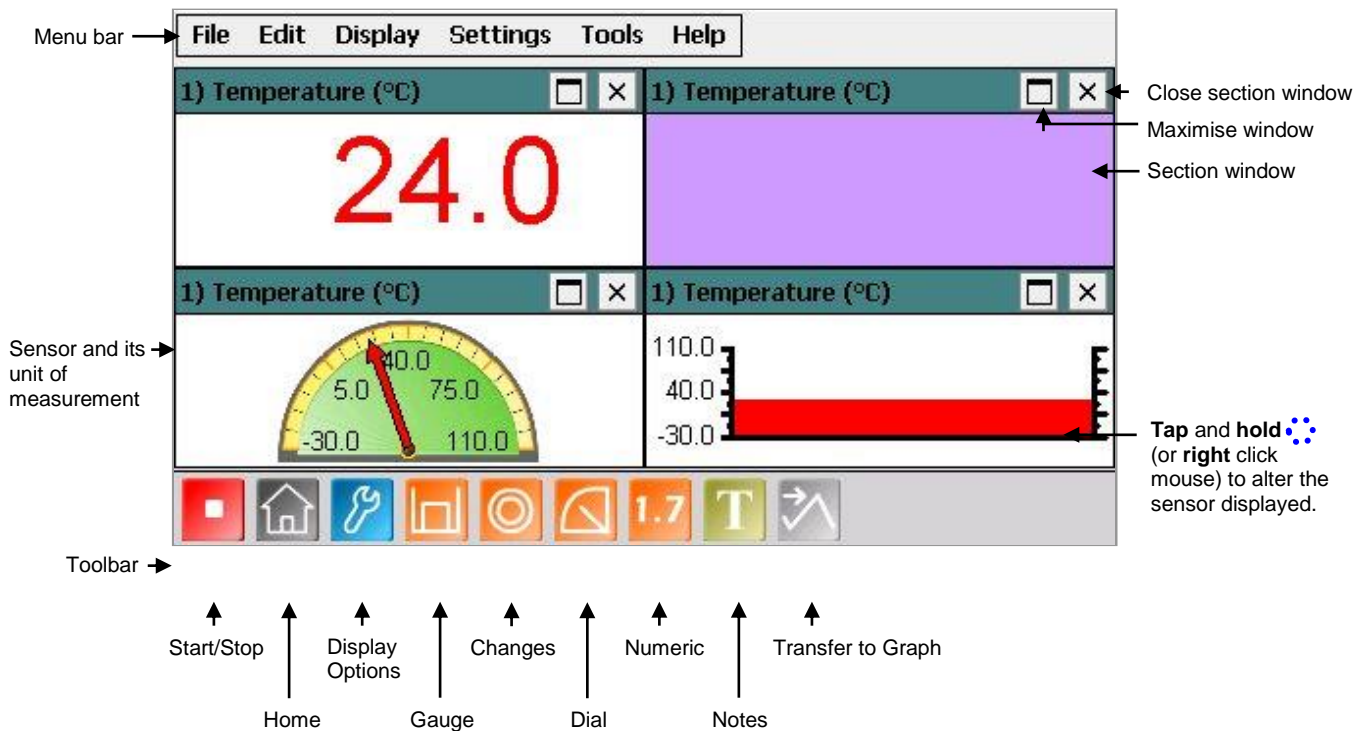 Menu bar
File Edit Display Settings Tools Help
1) Temperature (°C)
1) Temperature (°C)
Close section window
Maximise window
24.0
Section window
1) Temperature (°C)
1) Temperature (°C)
Sensor and its
unit of
measurement
-30.0
5.0
40.0
75.0
110.0
110.0
40.0
-30.0
Tap and hold
(or right click
mouse) to alter the
sensor displayed.
1.7
T
Toolbar
Start/Stop
Display
Options
Changes
Numeric
Transfer to Graph
Home
Gauge
Dial
Notes